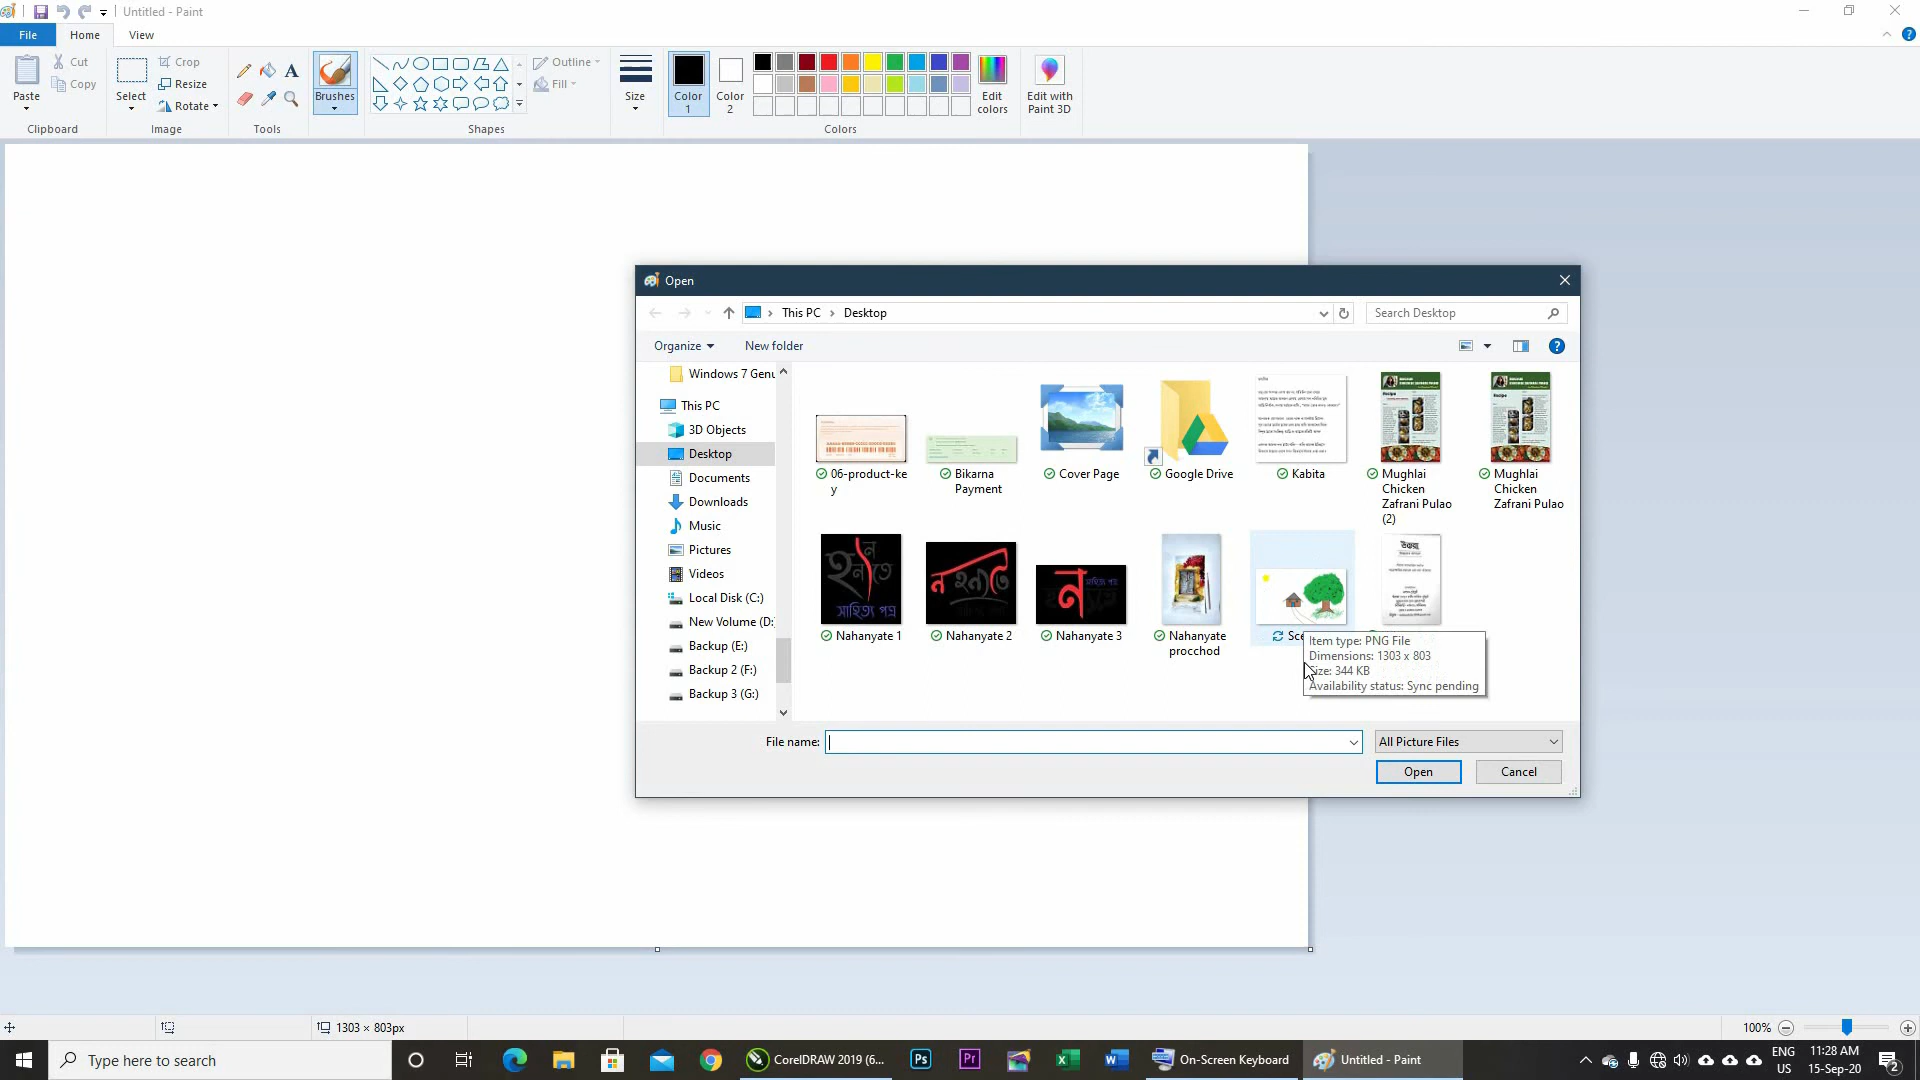 Untitled - Paint
File Home View
Paste
Cut
Copy
Clipboard
Select
Crop
Resize
Rotate
Image
Tools
Brushes
Shapes
Outline
Fill
Size
Color 1
Color 2
Edit colors
Colors
Edit with Paint 3D
Open
This PC Desktop
Search Desktop
Organize New folder
Windows 7 Genu
This PC
3D Objects
Desktop
Documents
Downloads
Music
Pictures
Videos
Local Disk (C:)
New Volume (D:
Backup (E:)
Backup 2 (F:)
Backup 3 (G:)
06-product-ke
y
Bikarna
Payment
Cover Page
Google Drive
Kabita
Mughlai
Chicken
Zafrani Pulao
(2)
Mughlai
Chicken
Zafrani Pulao
সাহিত্য পত্র
Nahanyate 1
Nahanyate 2
Nahanyate 3
Nahanyate
procchod
Sce
Item type: PNG File
Dimensions: 1303 x 803
Size: 344 KB
Availability status: Sync pending
File name:
All Picture Files
Open Cancel
1303 × 803px
100%
Type here to search
CorelDRAW 2019 (6...
On-Screen Keyboard
Untitled - Paint
ENG
US
11:28 AM
15-Sep-20
2